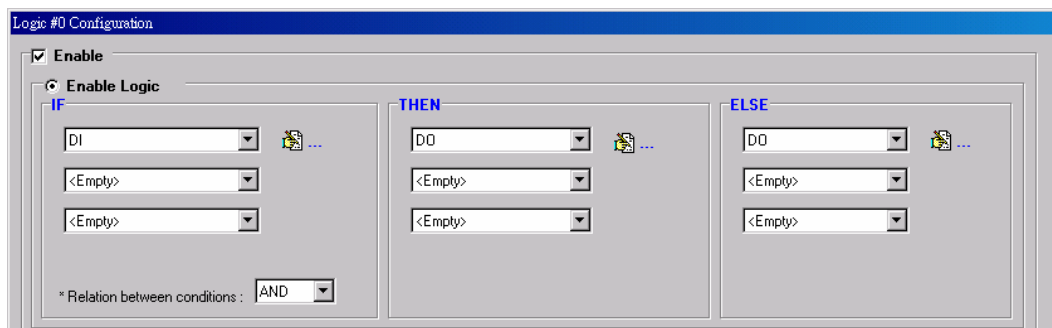 Logic #0 Configuration
Enable
Enable Logic
IF
THEN
ELSE
DI
...
DO
...
DO
...
<Empty>
<Empty>
<Empty>
<Empty>
<Empty>
<Empty>
* Relation between conditions :
AND